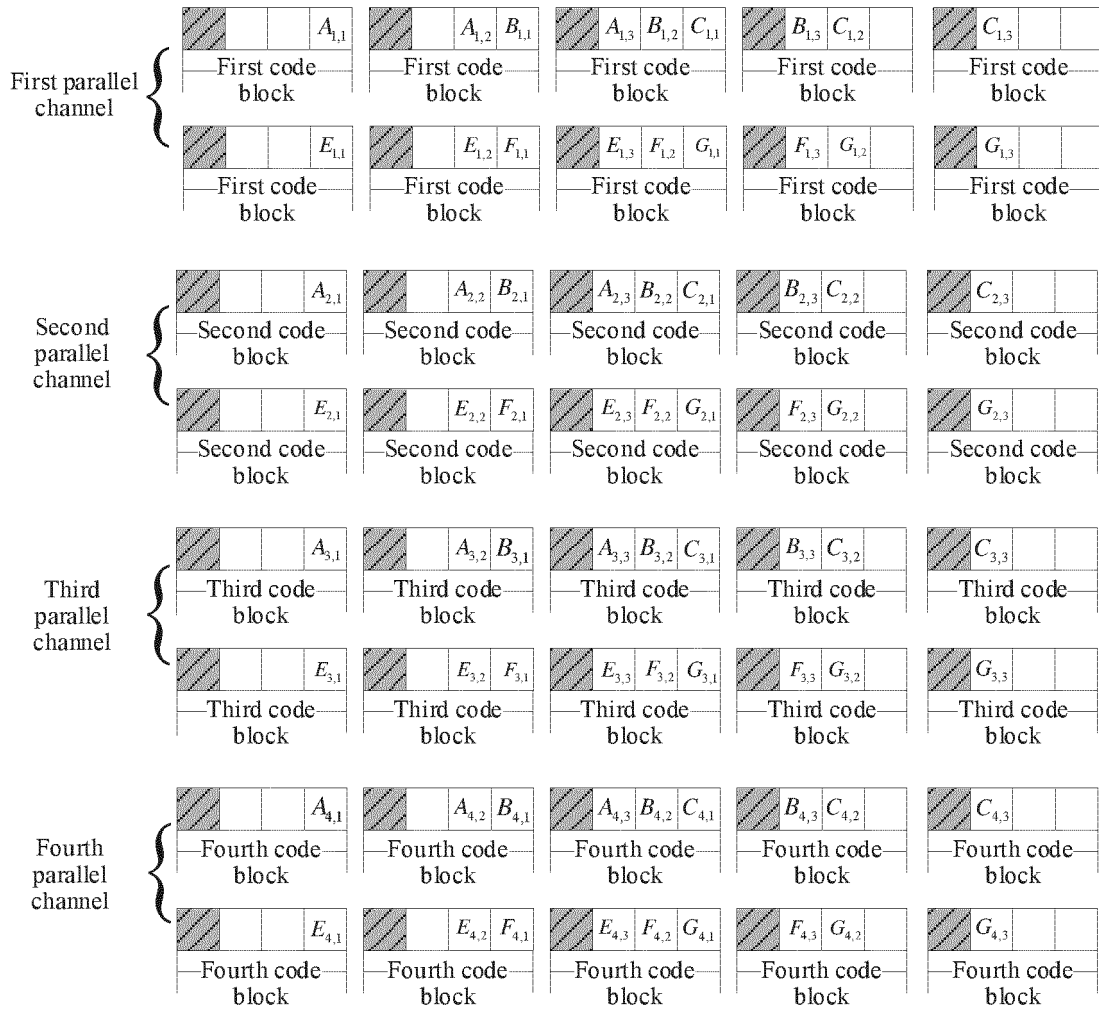 A1,1 A1,2 B1,1 A1,3 B1,2 C1,1 B1,3 C1,2 C1,3
First code block First code block First code block First code block First code block
First parallel channel
E1,1 E1,2 F1,1 E1,3 F1,2 G1,1 F1,3 G1,2 G1,3
First code block First code block First code block First code block First code block
A2,1 A2,2 B2,1 A2,3 B2,2 C2,1 B2,3 C2,2 C2,3
Second code block Second code block Second code block Second code block Second code block
Second parallel channel
E2,1 E2,2 F2,1 E2,3 F2,2 G2,1 F2,3 G2,2 G2,3
Second code block Second code block Second code block Second code block Second code block
A3,1 A3,2 B3,1 A3,3 B3,2 C3,1 B3,3 C3,2 C3,3
Third code block Third code block Third code block Third code block Third code block
Third parallel channel
E3,1 E3,2 F3,1 E3,3 F3,2 G3,1 F3,3 G3,2 G3,3
Third code block Third code block Third code block Third code block Third code block
A4,1 A4,2 B4,1 A4,3 B4,2 C4,1 B4,3 C4,2 C4,3
Fourth code block Fourth code block Fourth code block Fourth code block Fourth code block
Fourth parallel channel
E4,1 E4,2 F4,1 E4,3 F4,2 G4,1 F4,3 G4,2 G4,3
Fourth code block Fourth code block Fourth code block Fourth code block Fourth code block